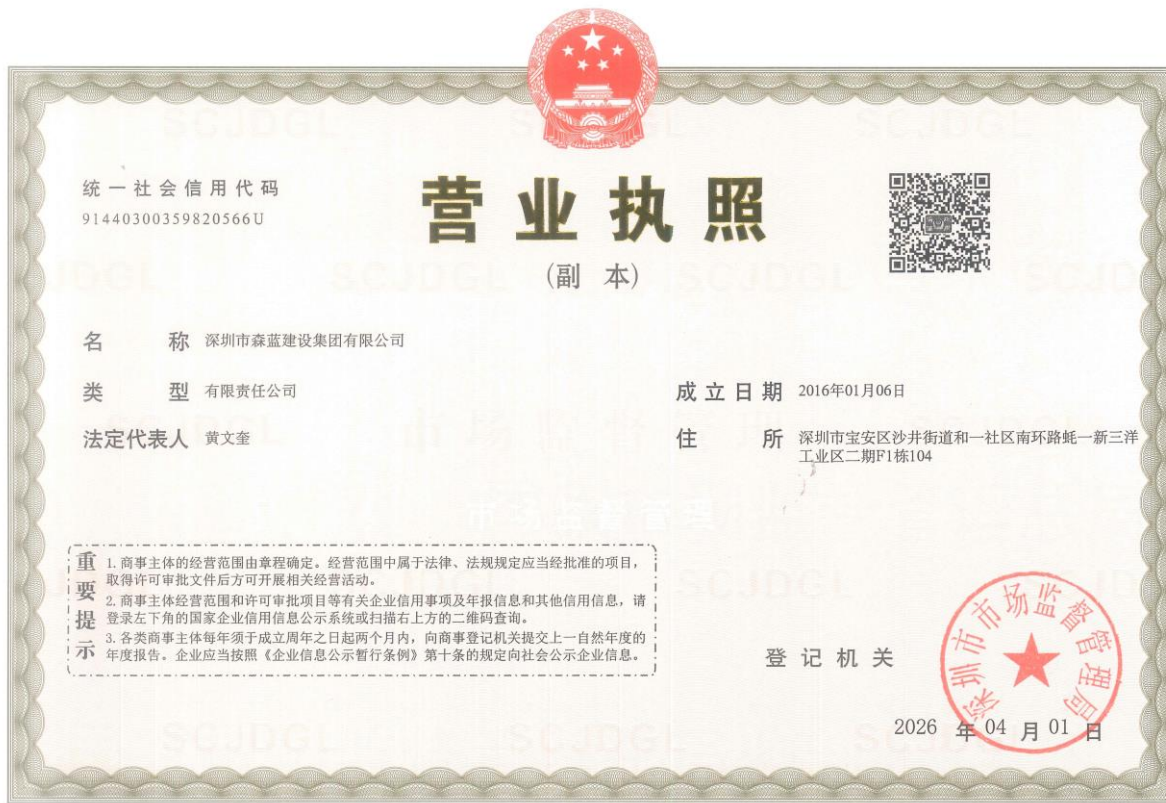 统一社会信用代码
91440300359820566U
营业执照
(副 本)
名 称 深圳市森蓝建设集团有限公司
类 型 有限责任公司
成立日期 2016年01月06日
法定代表人 黄文奎
住 所 深圳市宝安区沙井街道和一社区南环路蚝一新三洋
工业区二期F1栋104
重要提示
1. 商事主体的经营范围由章程确定。经营范围中属于法律、法规规定应当经批准的项目，
取得许可审批文件后方可开展相关经营活动。
2. 商事主体经营范围和许可审批项目等有关企业信用事项及年报信息和其他信用信息，请
登录左下角的国家企业信用信息公示系统或扫描右上方的二维码查询。
3. 各类商事主体每年须于成立周年之日起两个月内，向商事登记机关提交上一自然年度的
年度报告。企业应当按照《企业信息公示暂行条例》第十条的规定向社会公示企业信息。
登记机关
深圳市市场监督管理局
2026 年 04 月 01 日
SCJDGL
市场监督管理